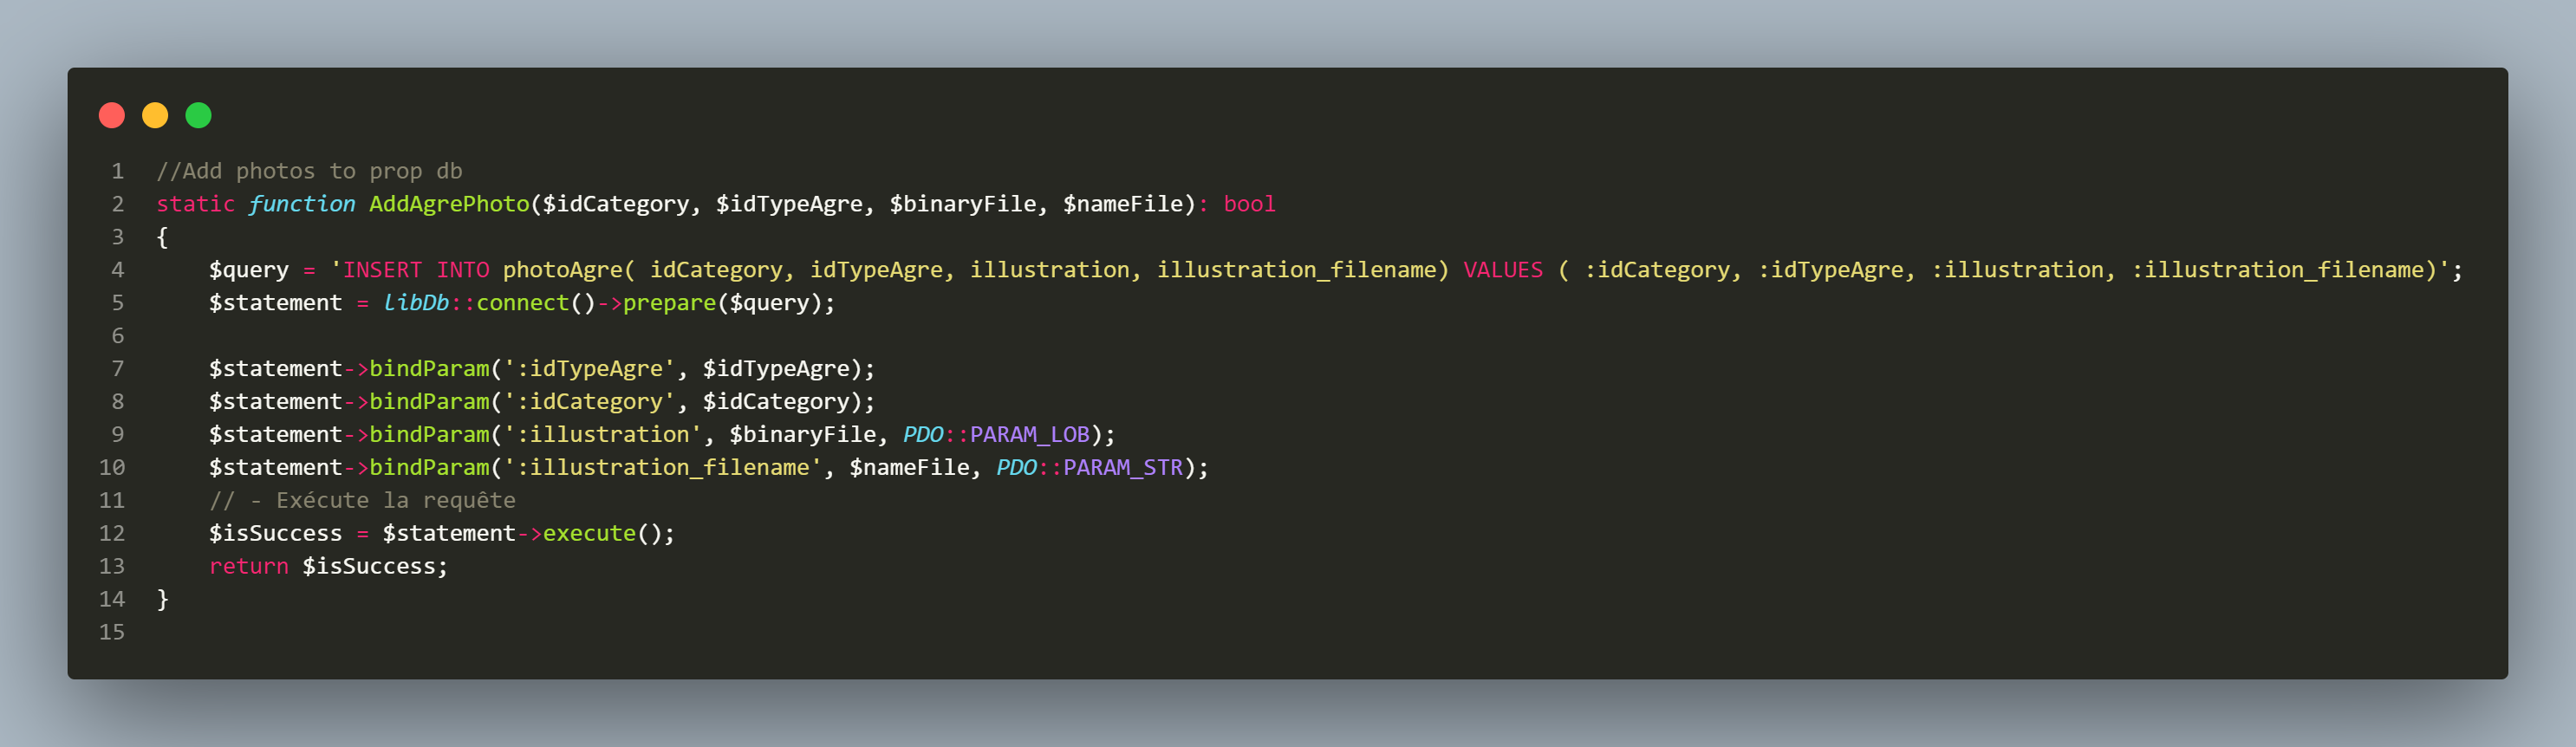 1 //Add photos to prop db
2 static function AddAgrePhoto($idCategory, $idTypeAgre, $binaryFile, $nameFile): bool
3 {
4     $query = 'INSERT INTO photoAgre( idCategory, idTypeAgre, illustration, illustration_filename) VALUES ( :idCategory, :idTypeAgre, :illustration, :illustration_filename)';
5     $statement = libDb::connect()->prepare($query);
6
7     $statement->bindParam(':idTypeAgre', $idTypeAgre);
8     $statement->bindParam(':idCategory', $idCategory);
9     $statement->bindParam(':illustration', $binaryFile, PDO::PARAM_LOB);
10     $statement->bindParam(':illustration_filename', $nameFile, PDO::PARAM_STR);
11     // - Exécute la requête
12     $isSuccess = $statement->execute();
13     return $isSuccess;
14 }
15